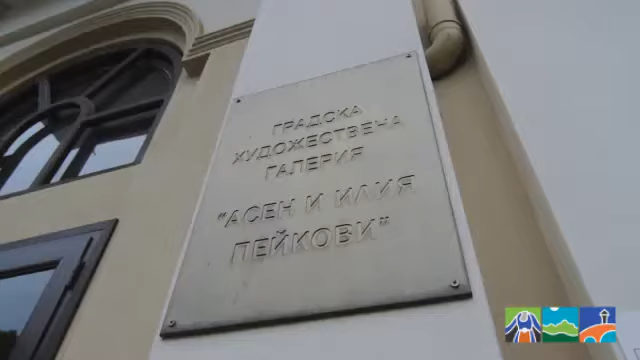 ГРАДСКА
ХУДОЖЕСТВЕНА
ГАЛЕРИЯ
"АСЕН И ИЛИЯ
ПЕЙКОВИ"